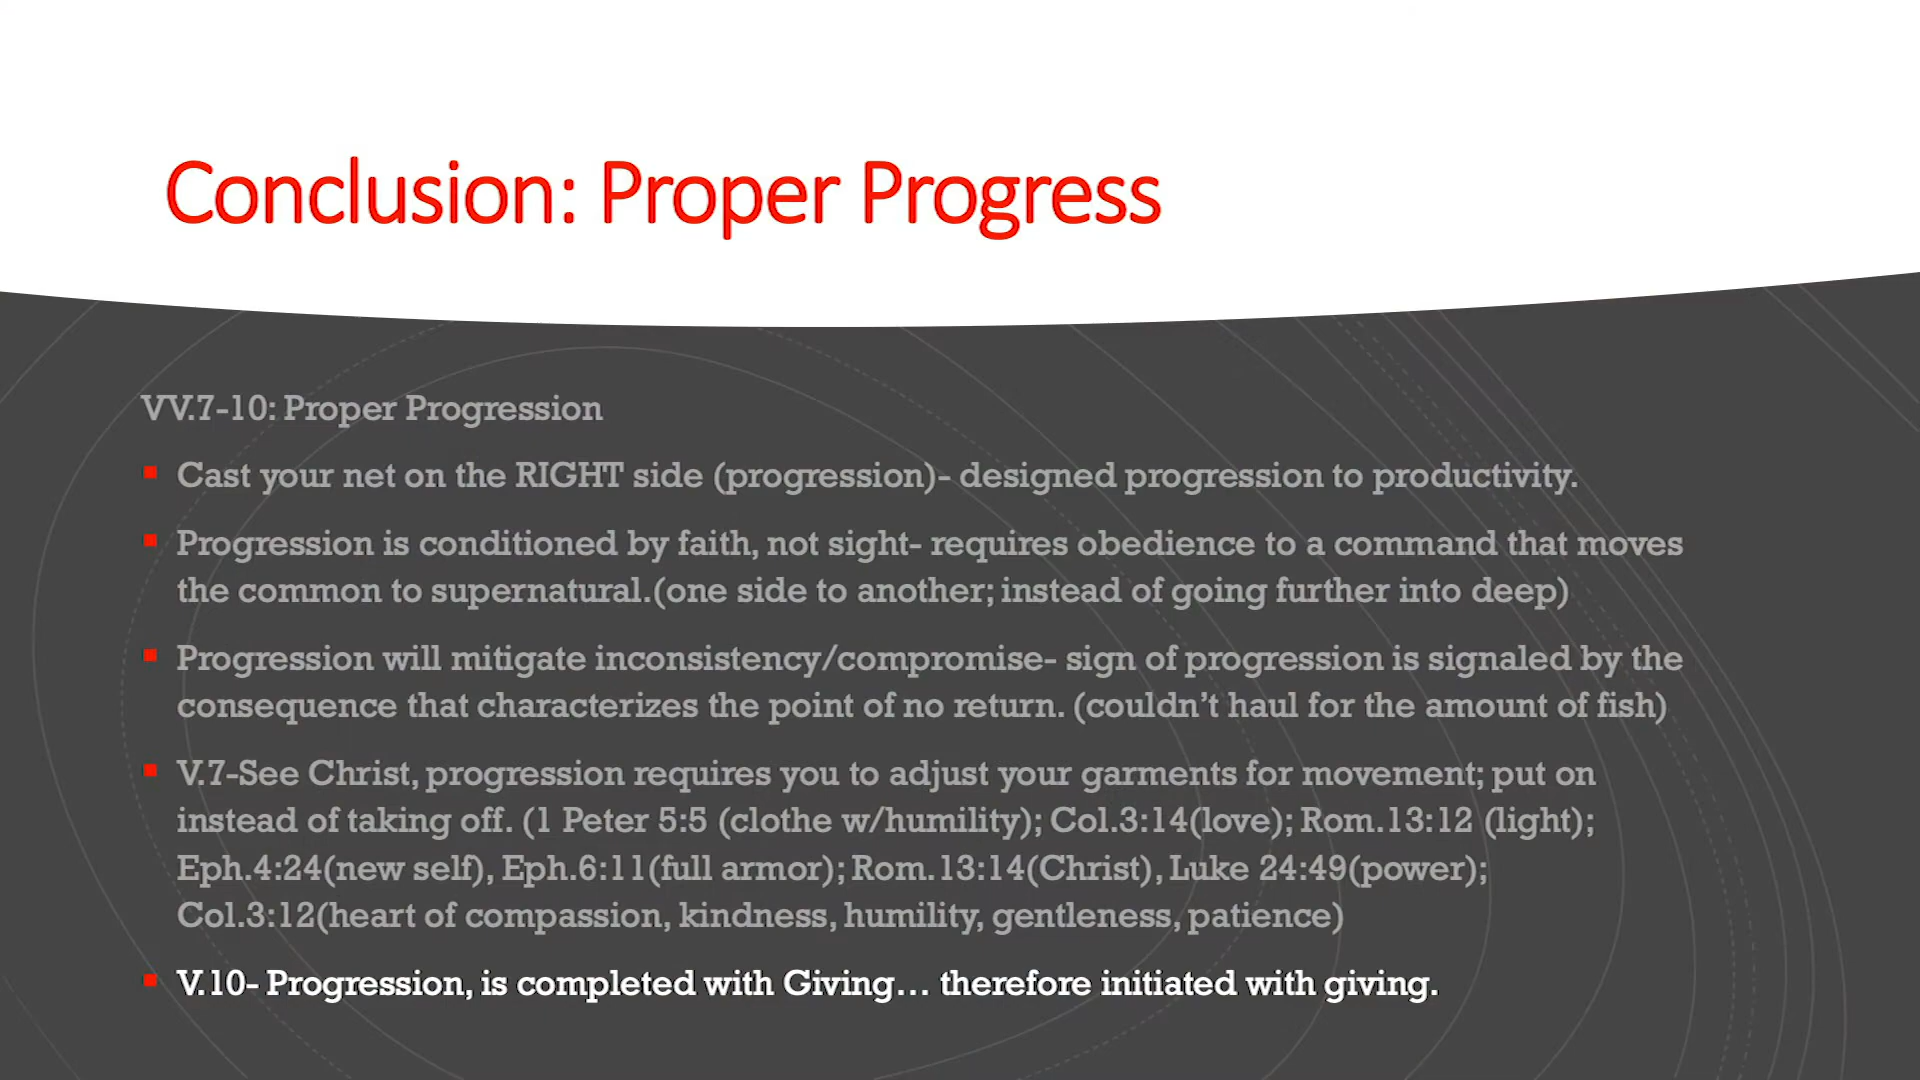 Conclusion: Proper Progress
VV.7-10: Proper Progression
Cast your net on the RIGHT side (progression)- designed progression to productivity.
Progression is conditioned by faith, not sight- requires obedience to a command that moves
the common to supernatural.(one side to another; instead of going further into deep)
Progression will mitigate inconsistency/compromise- sign of progression is signaled by the
consequence that characterizes the point of no return. (couldn’t haul for the amount of fish)
V.7-See Christ, progression requires you to adjust your garments for movement; put on
instead of taking off. (1 Peter 5:5 (clothe w/humility); Col.3:14(love); Rom.13:12 (light);
Eph.4:24(new self), Eph.6:11(full armor); Rom.13:14(Christ), Luke 24:49(power);
Col.3:12(heart of compassion, kindness, humility, gentleness, patience)
V.10- Progression, is completed with Giving… therefore initiated with giving.